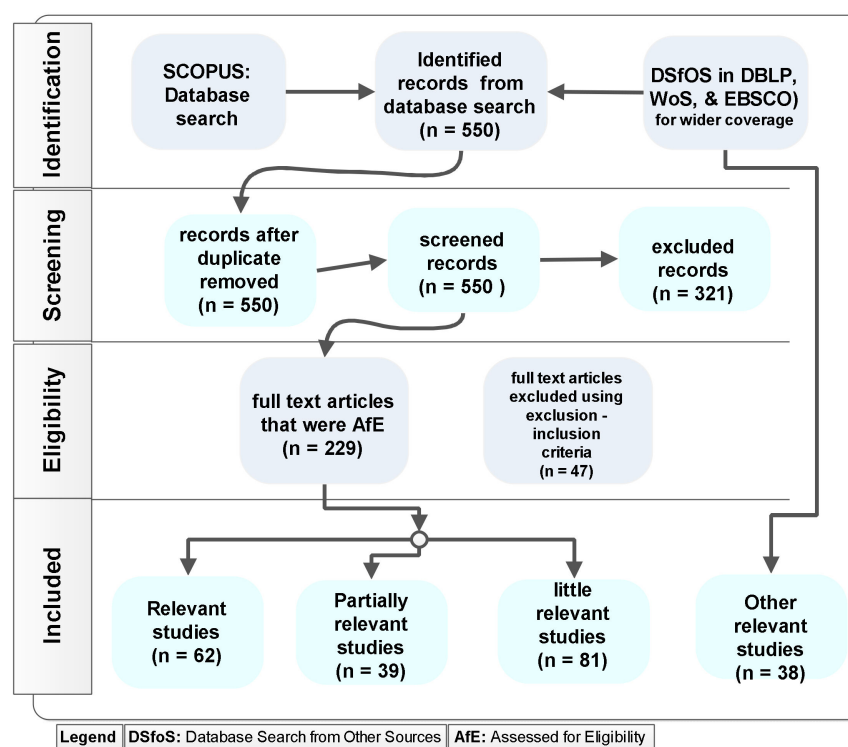 Identification
SCOPUS:
Database
search
Identified
records from
database search
(n = 550)
DSfOS in DBLP,
WoS, & EBSCO)
for wider coverage
Screening
records after
duplicate
removed
(n = 550)
screened
records
(n = 550 )
excluded
records
(n = 321)
Eligibility
full text articles
that were AfE
(n = 229)
full text articles
excluded using
exclusion -
inclusion
criteria
(n = 47)
Included
Relevant
studies
(n = 62)
Partially
relevant
studies
(n = 39)
little
relevant
studies
(n = 81)
Other
relevant
studies
(n = 38)
Legend DSfoS: Database Search from Other Sources AfE: Assessed for Eligibility